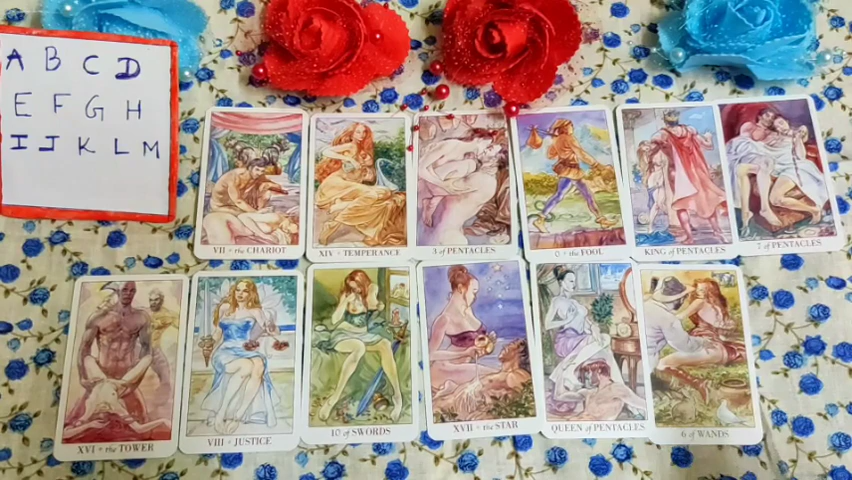 A B C D
E F G H
I J K L M
VII • the CHARIOT
XIV • TEMPERANCE
3 of PENTACLES
0 • the FOOL
KING of PENTACLES
7 of PENTACLES
XVI • the TOWER
VIII • JUSTICE
10 of SWORDS
XVII • the STAR
QUEEN of PENTACLES
6 of WANDS